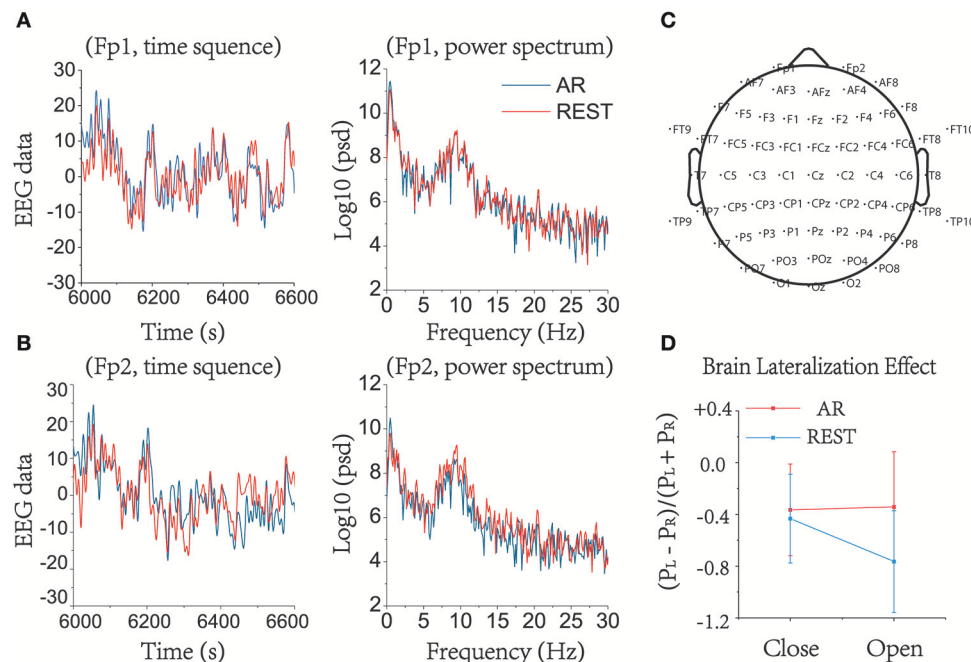 A
(Fp1, time squence)
30
20
10
0
-10
-20
-30
EEG data
6000 6200 6400 6600
Time (s)
(Fp1, power spectrum)
AR
REST
12
10
8
6
4
2
Log10 (psd)
0 5 10 15 20 25 30
Frequency (Hz)
B
(Fp2, time squence)
30
20
10
0
-10
-20
-30
EEG data
6000 6200 6400 6600
Time (s)
(Fp2, power spectrum)
12
10
8
6
4
2
Log10 (psd)
0 5 10 15 20 25 30
Frequency (Hz)
C
Fp1 Fp2
AF7 AF3 AFz AF4 AF8
F7 F5 F3 F1 Fz F2 F4 F6 F8
FT9 FT7 FC5 FC3 FC1 FCz FC2 FC4 FC6 FT8 FT10
T7 C5 C3 C1 Cz C2 C4 C6 T8
TP9 TP7 CP5 CP3 CP1 CPz CP2 CP4 CP6 TP8 TP10
P7 P5 P3 P1 Pz P2 P4 P6 P8
PO7 PO3 POz PO4 PO8
O1 Oz O2
D
Brain Lateralization Effect
AR
REST
+0.4
0.0
-0.4
-0.8
-1.2
(PL - PR)/(PL + PR)
Close Open